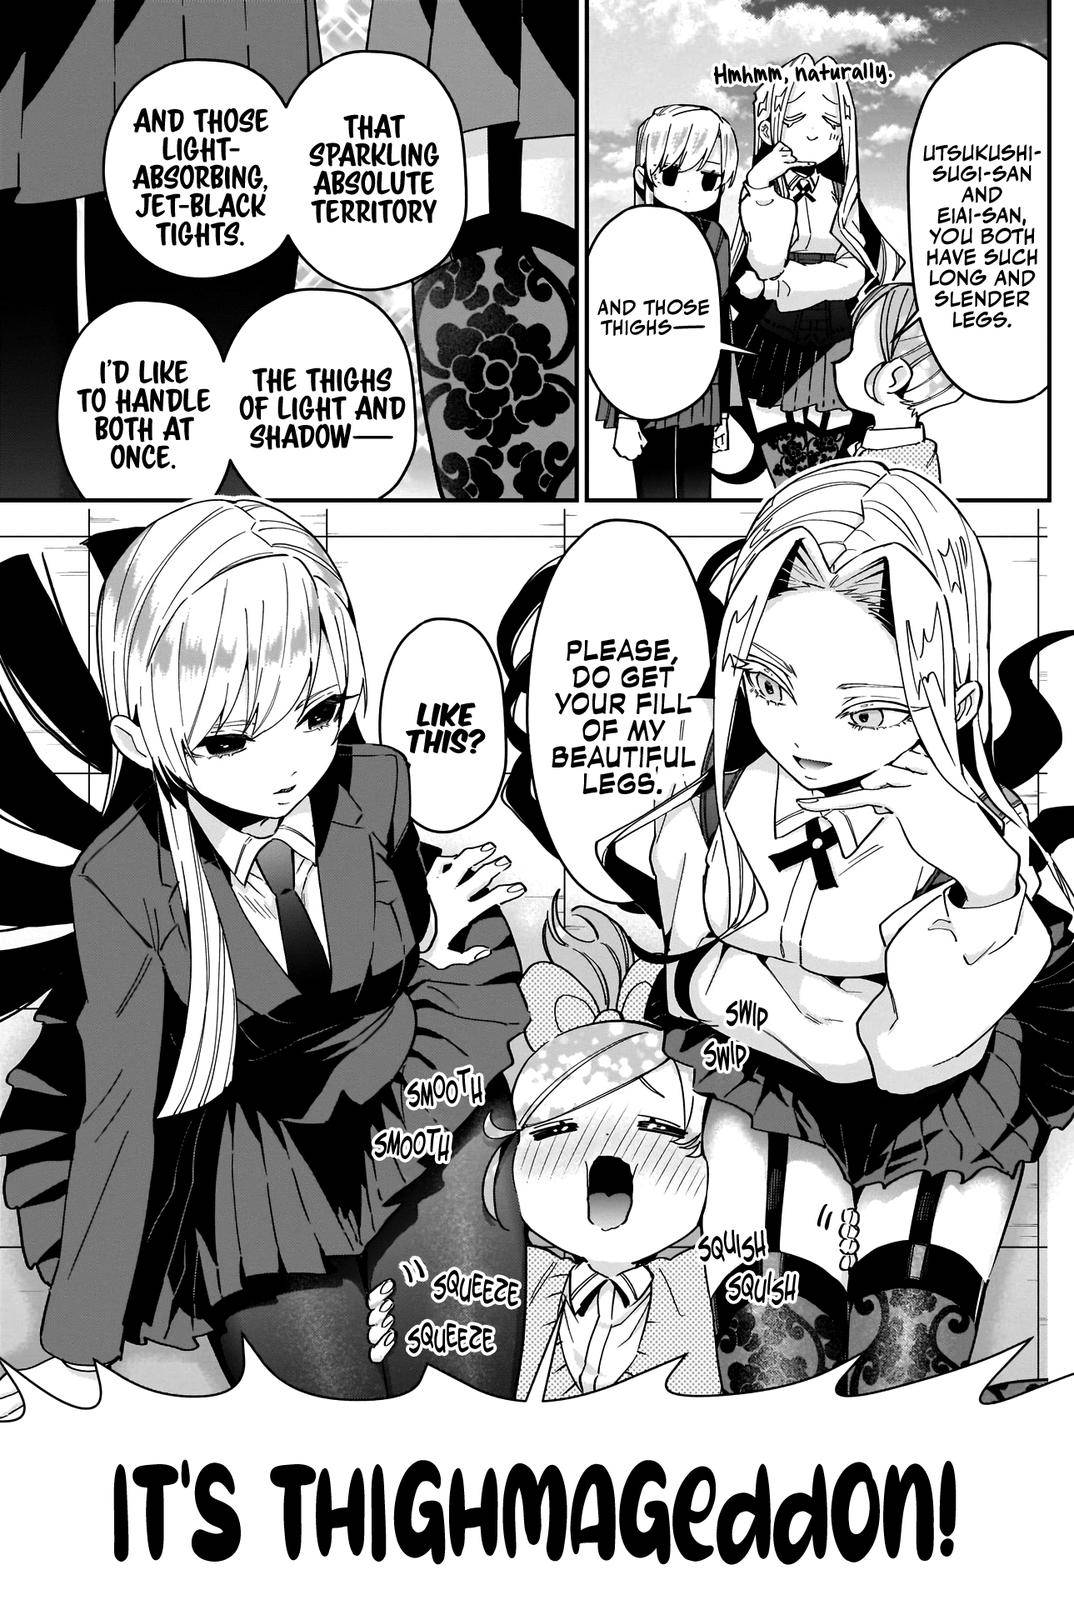 UTSUKUSHI-
SUGI-SAN
AND
EIAI-SAN,
YOU BOTH
HAVE SUCH
LONG AND
SLENDER
LEGS.
Hmhmm, naturally.
AND THOSE
THIGHS—
THAT
SPARKLING
ABSOLUTE
TERRITORY
AND THOSE
LIGHT-
ABSORBING,
JET-BLACK
TIGHTS.
THE THIGHS
OF LIGHT AND
SHADOW—
I'D LIKE
TO HANDLE
BOTH AT
ONCE.
PLEASE,
DO GET
YOUR FILL
OF MY
BEAUTIFUL
LEGS.
LIKE
THIS?
SWIP
SWIP
SMOOTH
SMOOTH
SQUISH
SQUISH
SQUEEZE
SQUEEZE
IT'S THIGHMAGeddON!